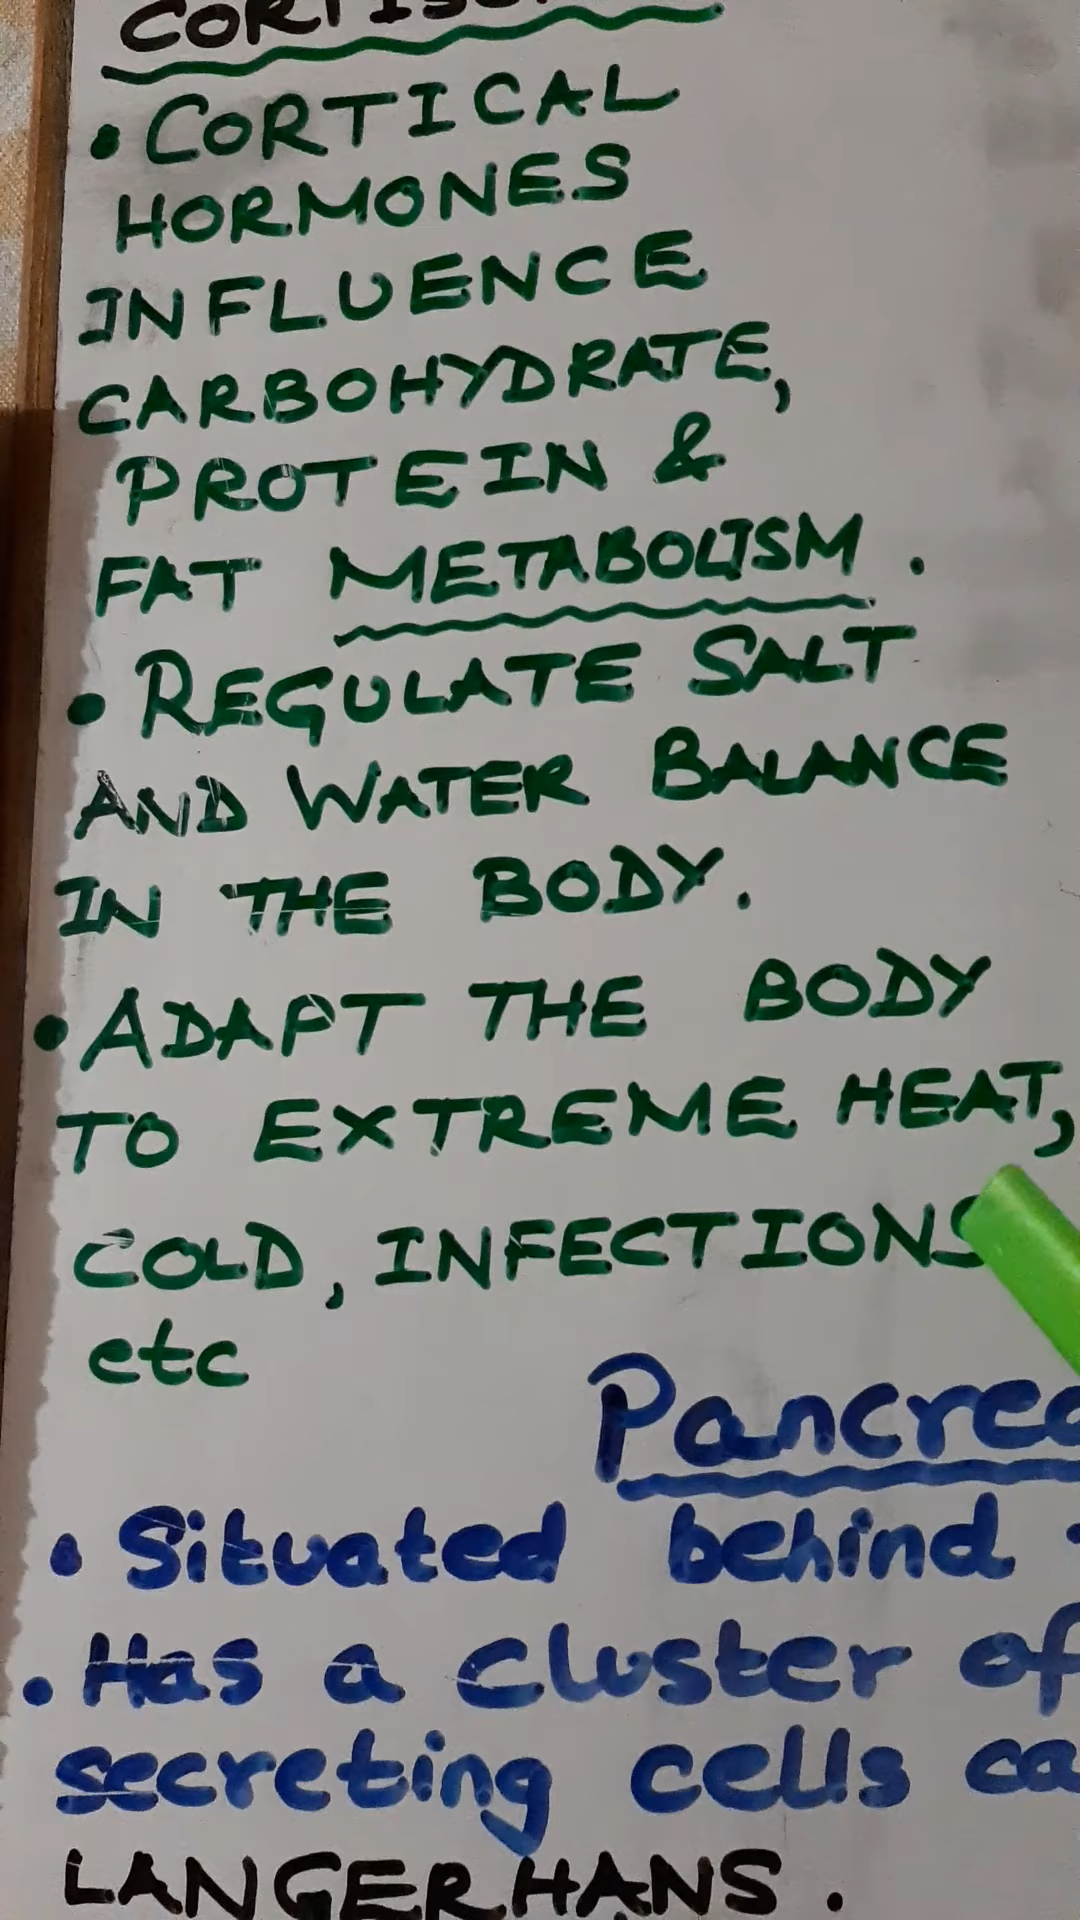 • CORTICAL
HORMONES
INFLUENCE
CARBOHYDRATE,
PROTEIN &
FAT METABOLISM.
• REGULATE SALT
AND WATER BALANCE
IN THE BODY.
• ADAPT THE BODY
TO EXTREME HEAT,
COLD, INFECTIONS
etc
• Situated behind
• Has a cluster of
secreting cells
LANGERHANS.